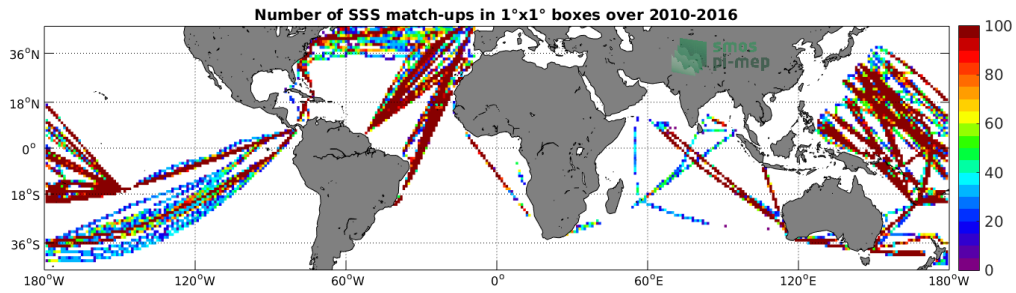 Number of SSS match-ups in 1°x1° boxes over 2010-2016
smos
pi-mep
36°N
18°N
0°
18°S
36°S
180°W
120°W
60°W
0°
60°E
120°E
180°W
100
80
60
40
20
0